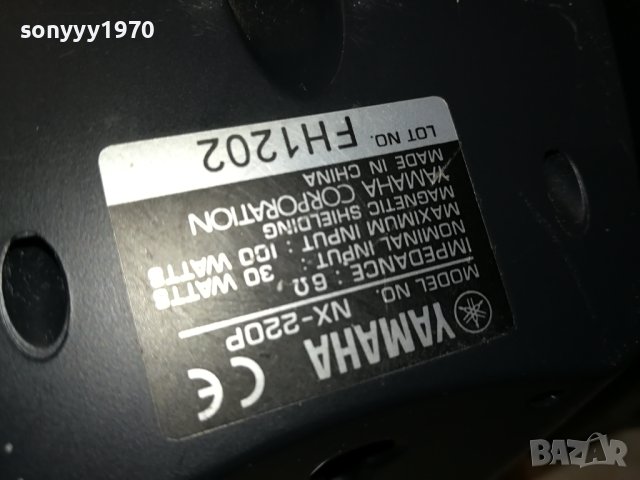 sonyyy1970
YAMAHA CE
MODEL NO. NX-220P
IMPEDANCE : 6Ω,
NOMINAL INPUT : 30 WATTS
MAXIMUM INPUT : 100 WATTS
MAGNETIC SHIELDING
YAMAHA CORPORATION
MADE IN CHINA
LOT NO. FH1202
BAZAR